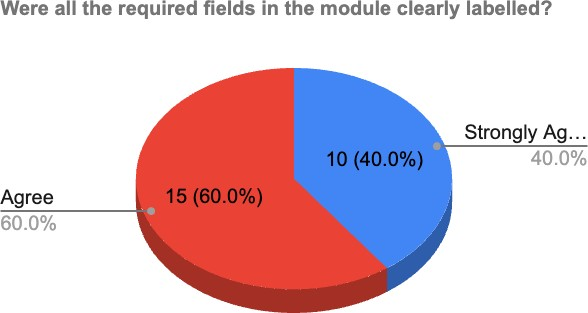 Were all the required fields in the module clearly labelled?
Strongly Ag…
40.0%
10 (40.0%)
15 (60.0%)
Agree
60.0%